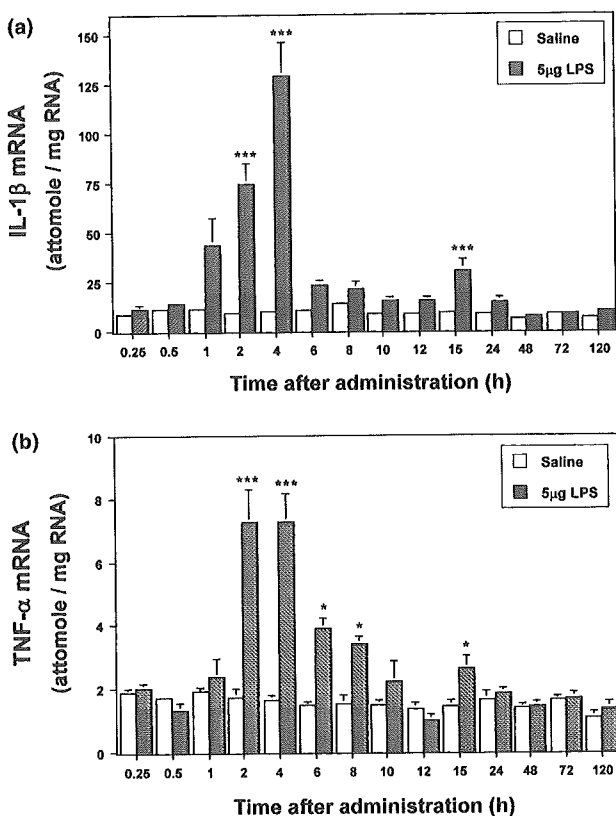 (a)
IL-1β mRNA
(attomole / mg RNA)
150
125
100
75
50
25
0
***
***
***
Saline
5µg LPS
0.25 0.5 1 2 4 6 8 10 12 15 24 48 72 120
Time after administration (h)
(b)
TNF-α mRNA
(attomole / mg RNA)
10
8
6
4
2
0
***
***
*
*
*
Saline
5µg LPS
0.25 0.5 1 2 4 6 8 10 12 15 24 48 72 120
Time after administration (h)